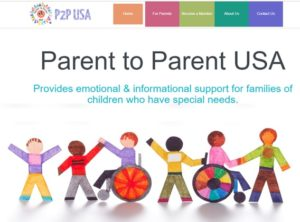 P2P USA
Home
For Parents
Become a Member
About Us
Contact Us
Parent to Parent USA
Provides emotional & informational support for families of
children who have special needs.